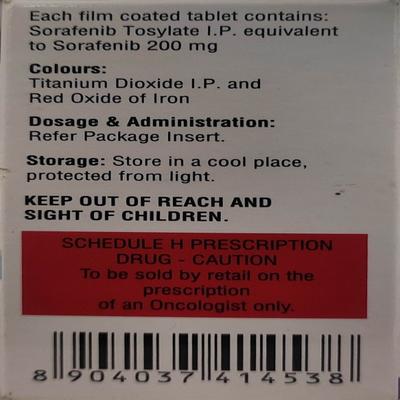 Each film coated tablet contains:
Sorafenib Tosylate I.P. equivalent
to Sorafenib 200 mg
Colours:
Titanium Dioxide I.P. and
Red Oxide of Iron
Dosage & Administration:
Refer Package Insert.
Storage: Store in a cool place,
protected from light.
KEEP OUT OF REACH AND
SIGHT OF CHILDREN.
SCHEDULE H PRESCRIPTION
DRUG - CAUTION
To be sold by retail on the
prescription
of an Oncologist only.
8 904037 414538